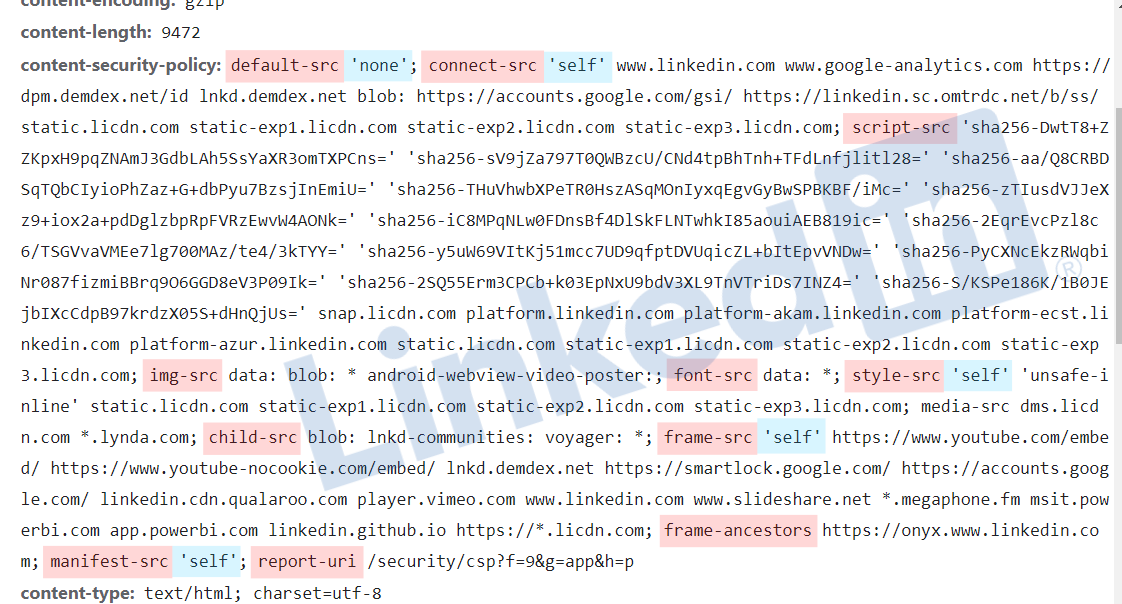 content-encoding: gzip
content-length: 9472
content-security-policy: default-src 'none'; connect-src 'self' www.linkedin.com www.google-analytics.com https://
dpm.demdex.net/id lnkd.demdex.net blob: https://accounts.google.com/gsi/ https://linkedin.sc.omtrdc.net/b/ss/
static.licdn.com static-exp1.licdn.com static-exp2.licdn.com static-exp3.licdn.com; script-src 'sha256-DwtT8+Z
ZKpxH9pqZNAmJ3GdbLAh5SsYaXR3omTXPCns=' 'sha256-sV9jZa797T0QWBzcU/CNd4tpBhTnh+TFdLnfjlitl28=' 'sha256-aa/Q8CRBD
SqTQbCIyioPhZaz+G+dbPyu7BzsjInEmiU=' 'sha256-THuVhwbXPeTR0HszASqMOnIyxqEgvGyBwSPBKBF/iMc=' 'sha256-zTIusdVJJeX
z9+iox2a+pdDglzbpRpFVRzEwvW4AONk=' 'sha256-iC8MPqNLw0FDnsBf4DlSkFLNTwhkI85aouiAEB819ic=' 'sha256-2EqrEvcPzl8c
6/TSGVvaVMEe7lg700MAz/te4/3kTYY=' 'sha256-y5uW69VItKj51mcc7UD9qfptDVUqicZL+bItEpvVNDw=' 'sha256-PyCXNcEkzRWqbi
Nr087fizmiBBrq9O6GGD8eV3P09Ik=' 'sha256-2SQ55Erm3CPCb+k03EpNxU9bdV3XL9TnVTriDs7INZ4=' 'sha256-S/KSPe186K/1B0JE
jbIXcCdpB97krdzX05S+dHnQjUs=' snap.licdn.com platform.linkedin.com platform-akam.linkedin.com platform-ecst.li
nkedin.com platform-azur.linkedin.com static.licdn.com static-exp1.licdn.com static-exp2.licdn.com static-exp
3.licdn.com; img-src data: blob: * android-webview-video-poster:; font-src data: *; style-src 'self' 'unsafe-i
nline' static.licdn.com static-exp1.licdn.com static-exp2.licdn.com static-exp3.licdn.com; media-src dms.licd
n.com *.lynda.com; child-src blob: lnkd-communities: voyager: *; frame-src 'self' https://www.youtube.com/embe
d/ https://www.youtube-nocookie.com/embed/ lnkd.demdex.net https://smartlock.google.com/ https://accounts.goog
le.com/ linkedin.cdn.qualaroo.com player.vimeo.com www.linkedin.com www.slideshare.net *.megaphone.fm msit.pow
erbi.com app.powerbi.com linkedin.github.io https://*.licdn.com; frame-ancestors https://onyx.www.linkedin.co
m; manifest-src 'self'; report-uri /security/csp?f=9&g=app&h=p
content-type: text/html; charset=utf-8
Linkedin®